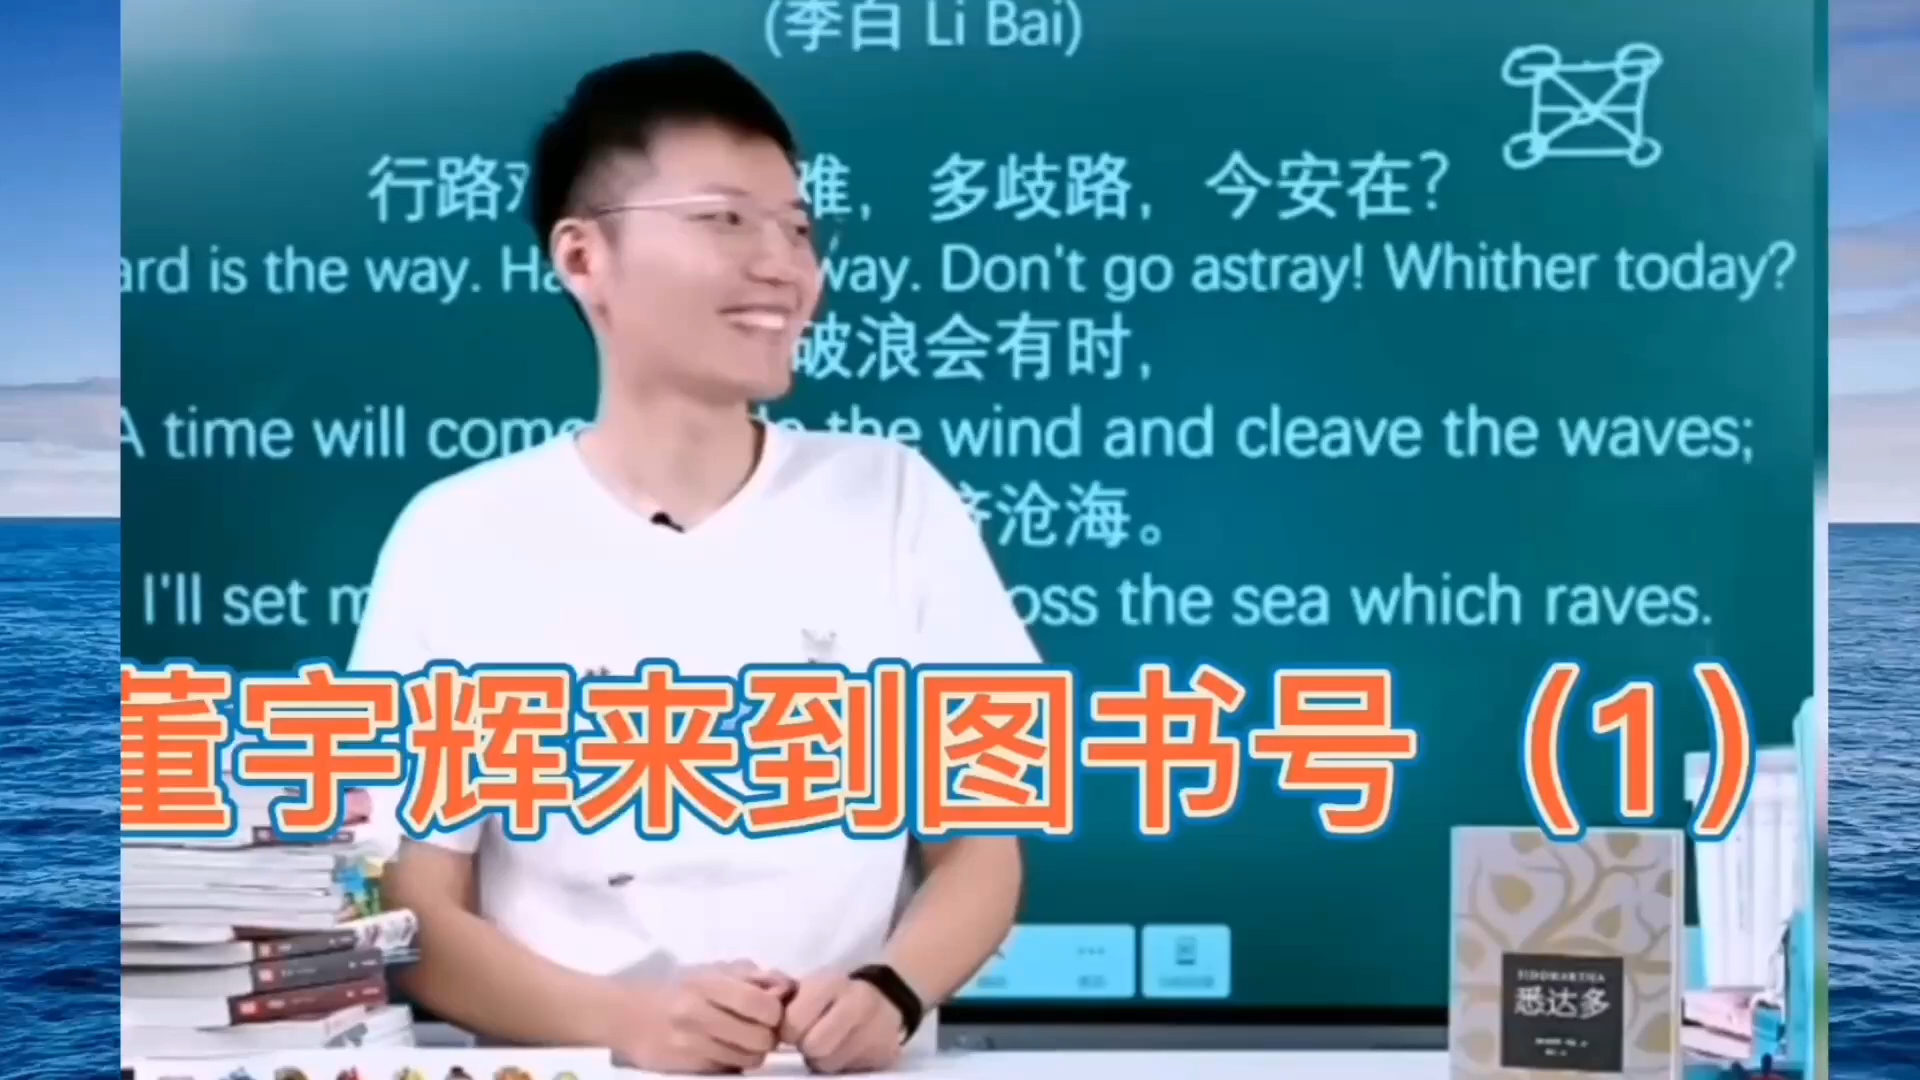 (李白 Li Bai)
行路难，多歧路，今安在?
ard is the way. way. Don't go astray! Whither today?
破浪会有时，
A time will come the wind and cleave the waves;
济沧海。
I'll set the sea which raves.
董宇辉来到图书号（1）
SIDDHARTHA
悉达多